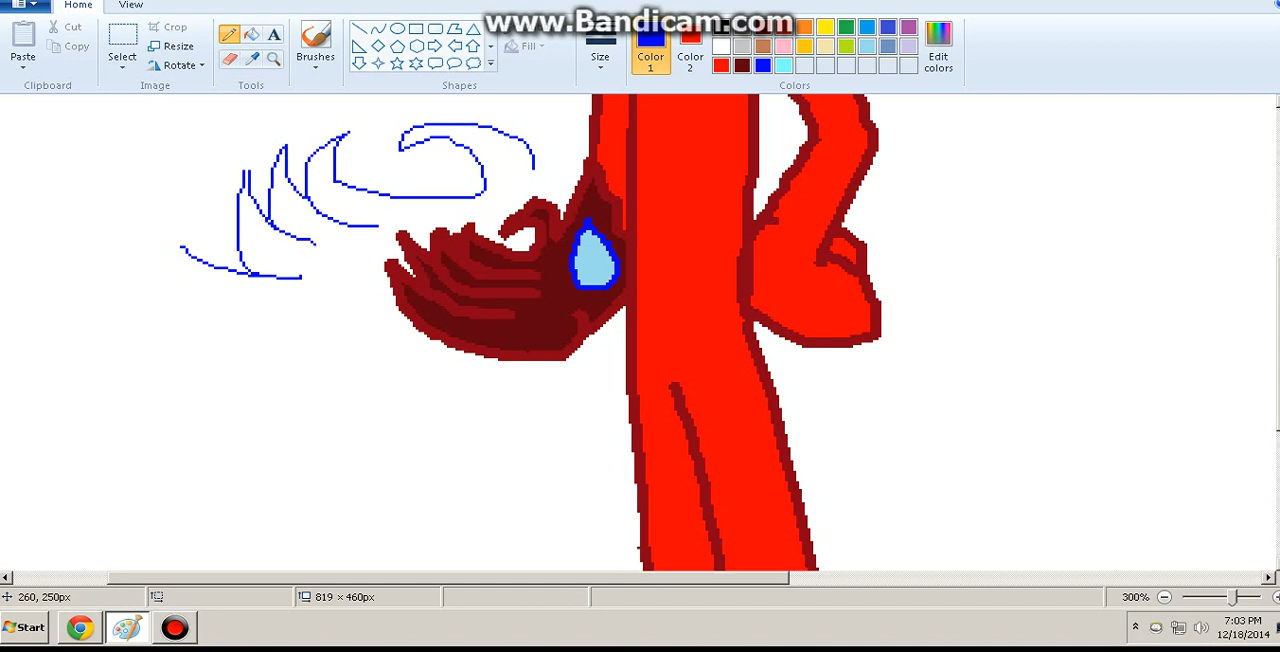 www.Bandicam.com
Home View
Paste
Cut
Copy
Clipboard
Select
Crop
Resize
Rotate
Image
A
Tools
Brushes
Fill
Shapes
Size
Color 1
Color 2
Edit colors
Colors
260, 250px
819 × 460px
300%
Start
7:03 PM
12/18/2014